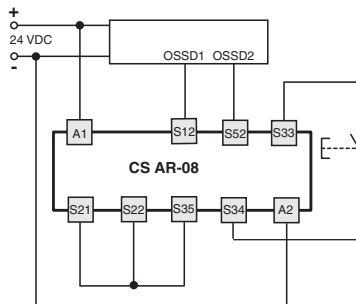 +
24 VDC
-
OSSD1 OSSD2
A1 S12 S52 S33
CS AR-08
S21 S22 S35 S34 A2